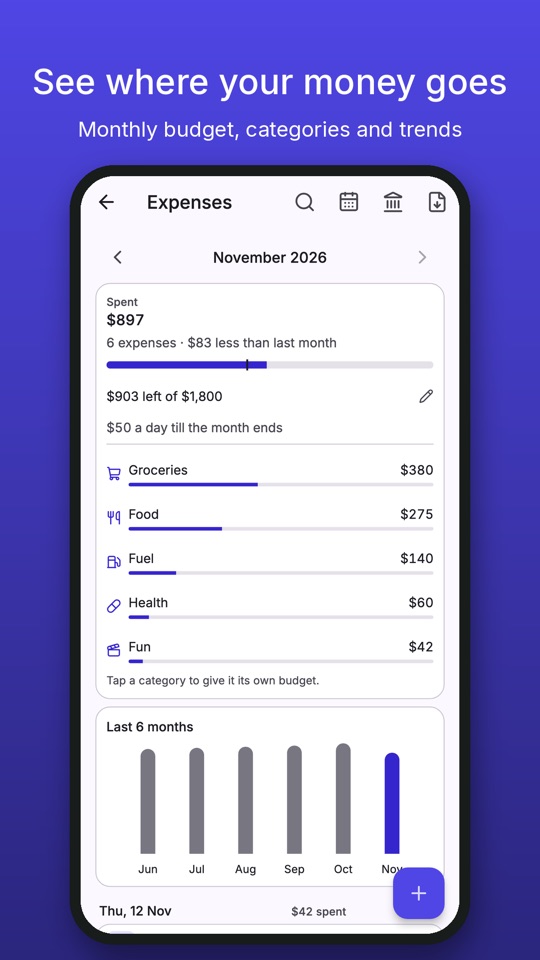 See where your money goes
Monthly budget, categories and trends
Expenses
November 2026
Spent
$897
6 expenses · $83 less than last month
$903 left of $1,800
$50 a day till the month ends
Groceries $380
Food $275
Fuel $140
Health $60
Fun $42
Tap a category to give it its own budget.
Last 6 months
Jun Jul Aug Sep Oct Nov
Thu, 12 Nov $42 spent